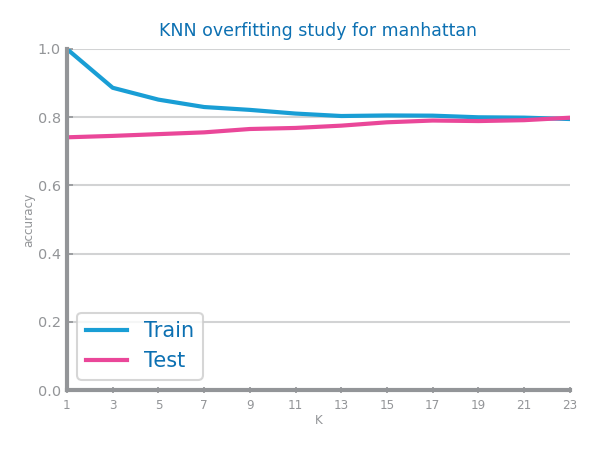 KNN overfitting study for manhattan
1.0
0.8
0.6
0.4
0.2
0.0
accuracy
Train
Test
1 3 5 7 9 11 13 15 17 19 21 23
K